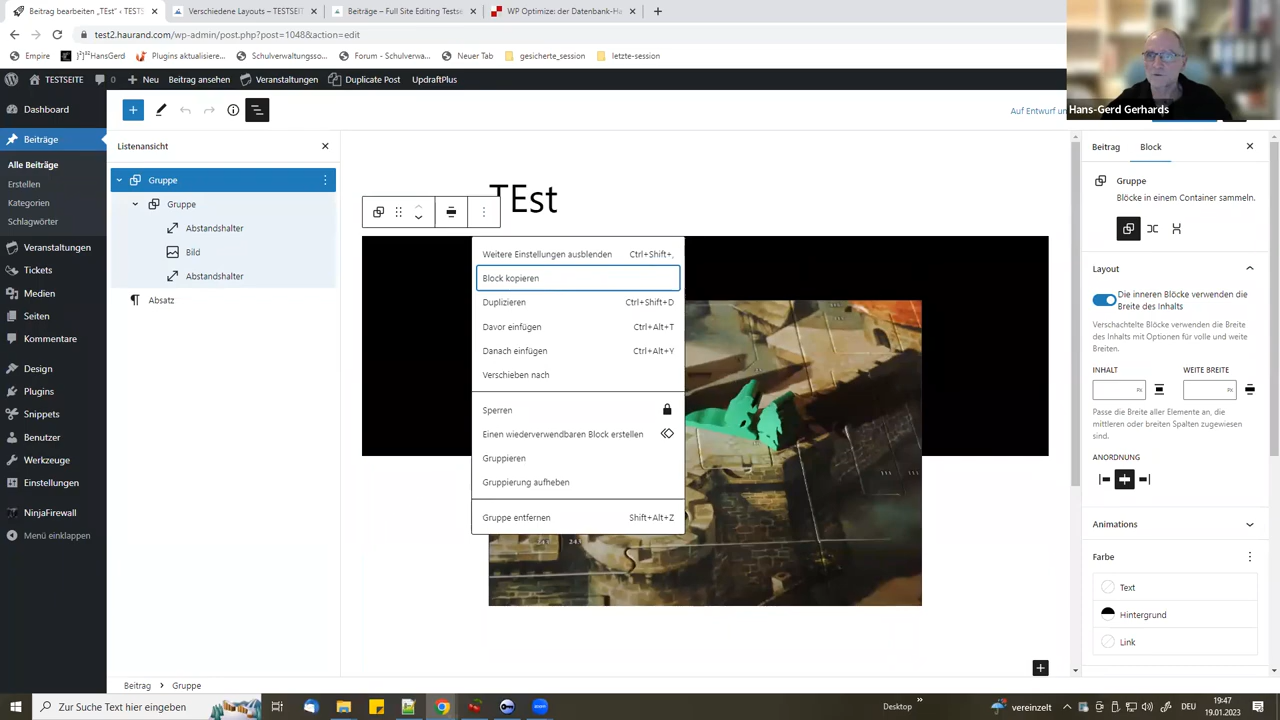 Beitrag bearbeiten „TEst“ ‹ TESTS
Verschiedene Layouts – TESTSEIT
Beiträge – Full Site Editing Testse
WP Optimize: der Datenbank-Ha
test2.haurand.com/wp-admin/post.php?post=1048&action=edit
Empire
}²]³²HansGerd
Plugins aktualisiere...
Schulverwaltungsso...
Forum - Schulverwa...
Neuer Tab
gesicherte_session
letzte-session
TESTSEITE
0
Neu
Beitrag ansehen
Veranstaltungen
Duplicate Post
UpdraftPlus
Hans-Gerd Gerhards
Dashboard
Beiträge
Alle Beiträge
Erstellen
Kategorien
Schlagwörter
Veranstaltungen
Tickets
Medien
Seiten
Kommentare
Design
Plugins
Snippets
Benutzer
Werkzeuge
Einstellungen
NinjaFirewall
Menü einklappen
Auf Entwurf u
Listenansicht
Gruppe
Gruppe
Abstandshalter
Bild
Abstandshalter
Absatz
TEst
Weitere Einstellungen ausblenden Ctrl+Shift+,
Block kopieren
Duplizieren Ctrl+Shift+D
Davor einfügen Ctrl+Alt+T
Danach einfügen Ctrl+Alt+Y
Verschieben nach
Sperren
Einen wiederverwendbaren Block erstellen
Gruppieren
Gruppierung aufheben
Gruppe entfernen Shift+Alt+Z
Beitrag Block
Gruppe
Blöcke in einem Container sammeln.
Layout
Die inneren Blöcke verwenden die
Breite des Inhalts
Verschachtelte Blöcke verwenden die Breite
des Inhalts mit Optionen für volle und weite
Breiten.
INHALT WEITE BREITE
PX PX
Passe die Breite aller Elemente an, die
mittleren oder breiten Spalten zugewiesen
sind.
ANORDNUNG
Animations
Farbe
Text
Hintergrund
Link
Beitrag Gruppe
Zur Suche Text hier eingeben
Desktop
vereinzelt
19:47
19.01.2023